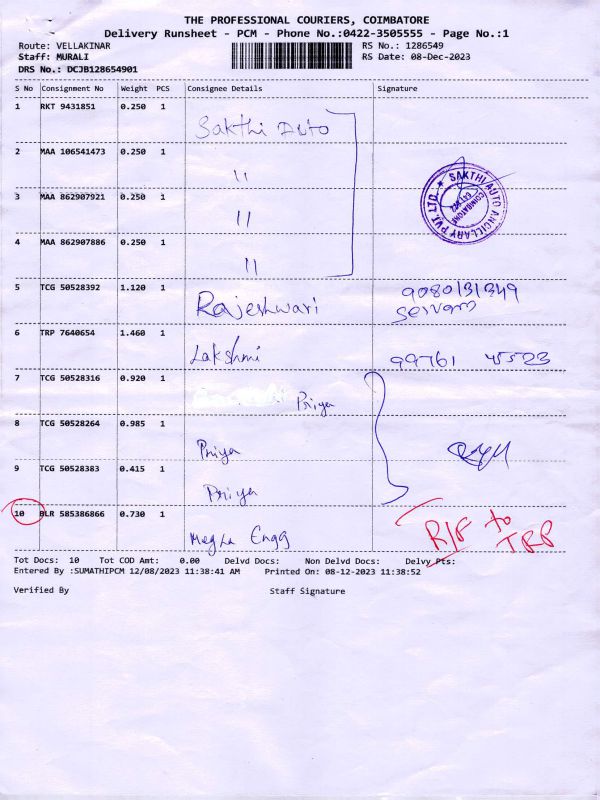 THE PROFESSIONAL COURIERS, COIMBATORE
Delivery Runsheet - PCM - Phone No.:0422-3505555 - Page No.:1
Route: VELLAKINAR RS No.: 1286549
Staff: MURALI RS Date: 08-Dec-2023
DRS No.: DCJB128654901
S No Consignment No Weight PCS Consignee Details Signature
1 RKT 9431851 0.250 1 Sakthi Auto
2 MAA 106541473 0.250 1 "
3 MAA 862907921 0.250 1 "
4 MAA 862907886 0.250 1 "
SAKTHI AUTO ANCILLARY PVT. LTD. ★
COIMBATORE
5 TCG 50528392 1.120 1 Rajeshwari 9080131349
6 TRP 7640654 1.460 1 Lakshmi 99761 45523
7 TCG 50528316 0.920 1 Priya
8 TCG 50528264 0.985 1 Priya
9 TCG 50528383 0.415 1 Priya
10 BLR 585386866 0.730 1 Megha Engg R/F to TRP
Tot Docs: 10 Tot COD Amt: 0.00 Delvd Docs: Non Delvd Docs: Delvy Pts:
Entered By :SUMATHIPCM 12/08/2023 11:38:41 AM Printed On: 08-12-2023 11:38:52
Verified By Staff Signature